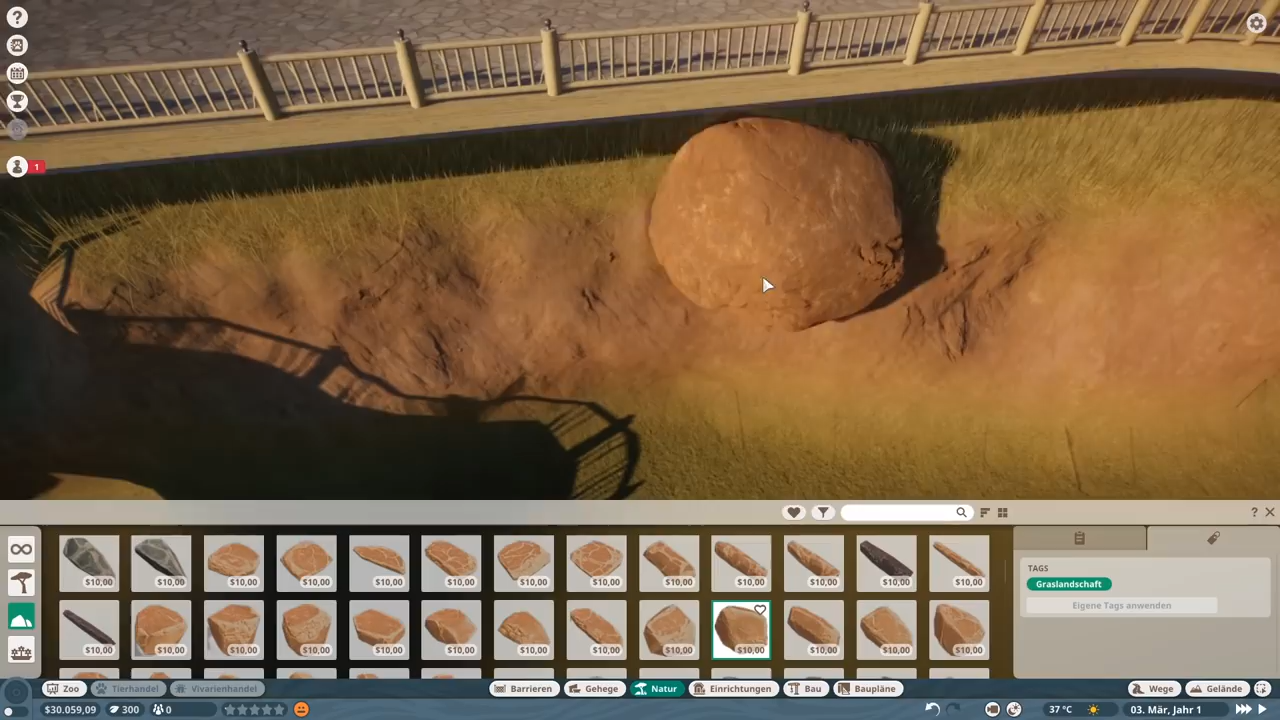 ?
1
? ✕
$10,00 $10,00 $10,00 $10,00 $10,00 $10,00 $10,00 $10,00 $10,00 $10,00 $10,00 $10,00 $10,00
$10,00 $10,00 $10,00 $10,00 $10,00 $10,00 $10,00 $10,00 $10,00 $10,00 $10,00 $10,00 $10,00
TAGS
Graslandschaft
Eigene Tags anwenden
Zoo Tierhandel Vivarienhandel Barrieren Gehege Natur Einrichtungen Bau Baupläne Wege Gelände
$30.059,09 300 0 37 °C 03. Mär, Jahr 1